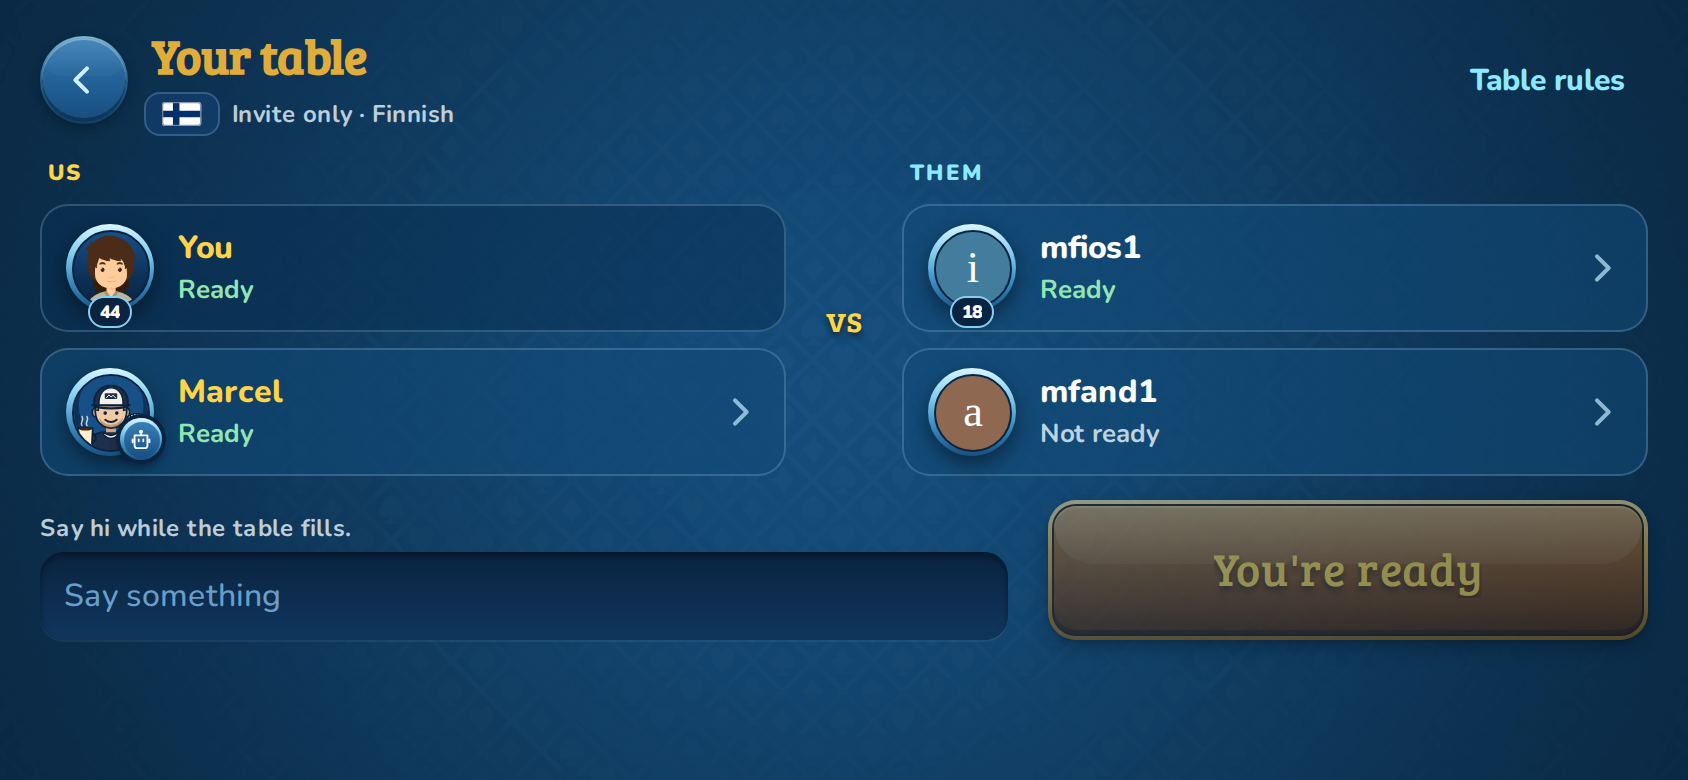 Your table
Invite only · Finnish
Table rules
US
You
Ready
44
Marcel
Ready
vs
THEM
i
mfios1
Ready
18
a
mfand1
Not ready
Say hi while the table fills.
Say something
You're ready